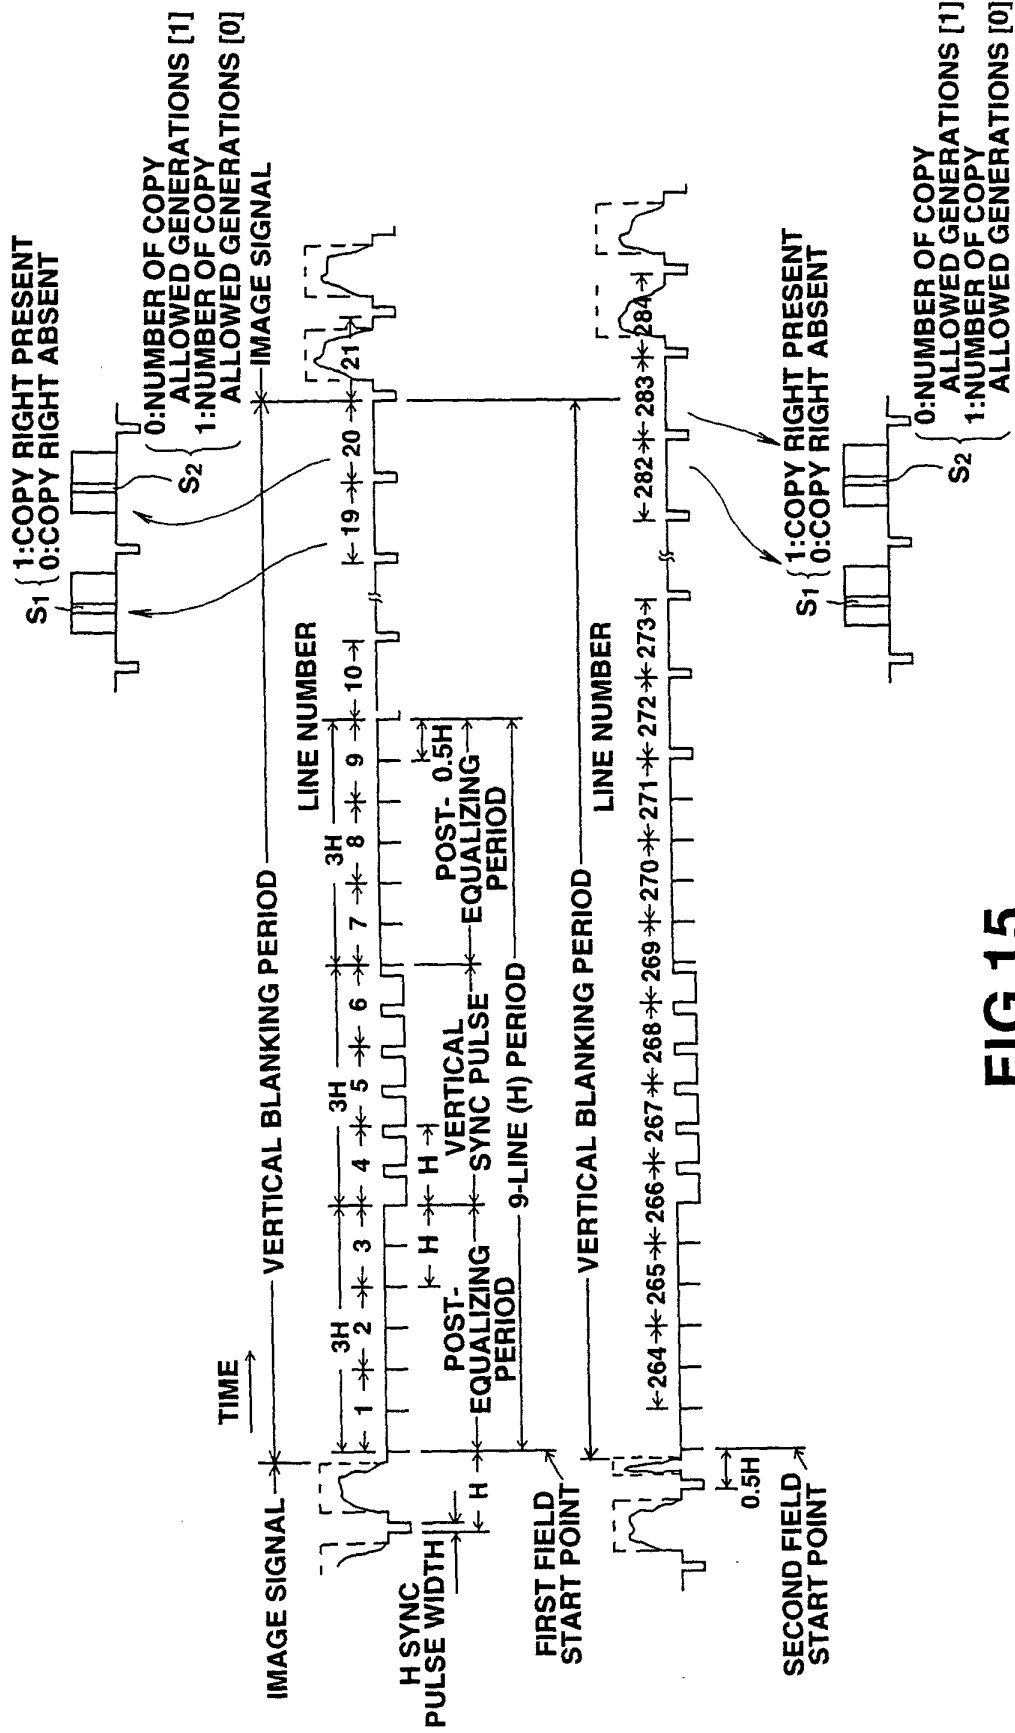 1:COPY RIGHT PRESENT
0:COPY RIGHT ABSENT
S1
S2
0:NUMBER OF COPY
ALLOWED GENERATIONS [1]
1:NUMBER OF COPY
ALLOWED GENERATIONS [0]
TIME
IMAGE SIGNAL
VERTICAL BLANKING PERIOD
IMAGE SIGNAL
LINE NUMBER
3H
3H
3H
1
2
3
4
5
6
7
8
9
10
19
20
21
H SYNC
PULSE WIDTH
H
H
H
0.5H
POST-
EQUALIZING
PERIOD
VERTICAL
SYNC PULSE
POST-
EQUALIZING
PERIOD
9-LINE (H) PERIOD
FIRST FIELD
START POINT
VERTICAL BLANKING PERIOD
LINE NUMBER
264
265
266
267
268
269
270
271
272
273
282
283
284
0.5H
SECOND FIELD
START POINT
1:COPY RIGHT PRESENT
0:COPY RIGHT ABSENT
S1
S2
0:NUMBER OF COPY
ALLOWED GENERATIONS [1]
1:NUMBER OF COPY
ALLOWED GENERATIONS [0]
FIG.15